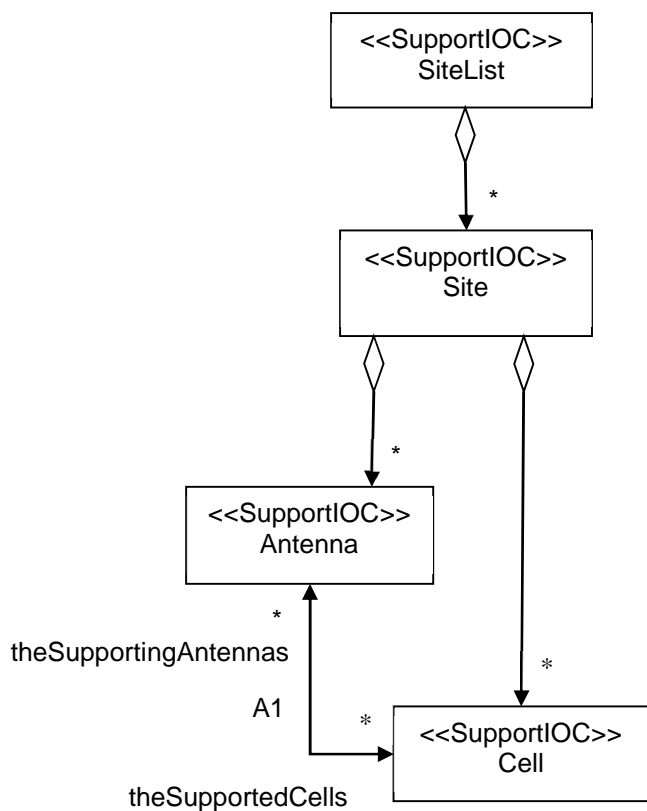 <<SupportIOC>>
SiteList
*
<<SupportIOC>>
Site
*
<<SupportIOC>>
Antenna
*
theSupportingAntennas
*
A1
*
<<SupportIOC>>
Cell
theSupportedCells